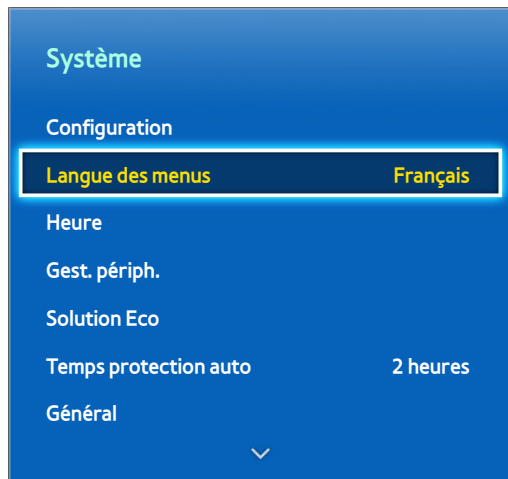 Système
Configuration
Langue des menus Français
Heure
Gest. périph.
Solution Eco
Temps protection auto 2 heures
Général